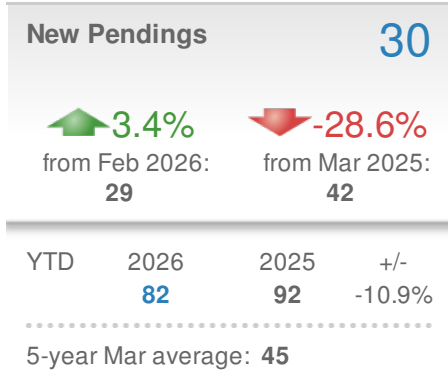 New Pendings 30
3.4% -28.6%
from Feb 2026: from Mar 2025:
29 42
YTD 2026 2025 +/-
82 92 -10.9%
5-year Mar average: 45